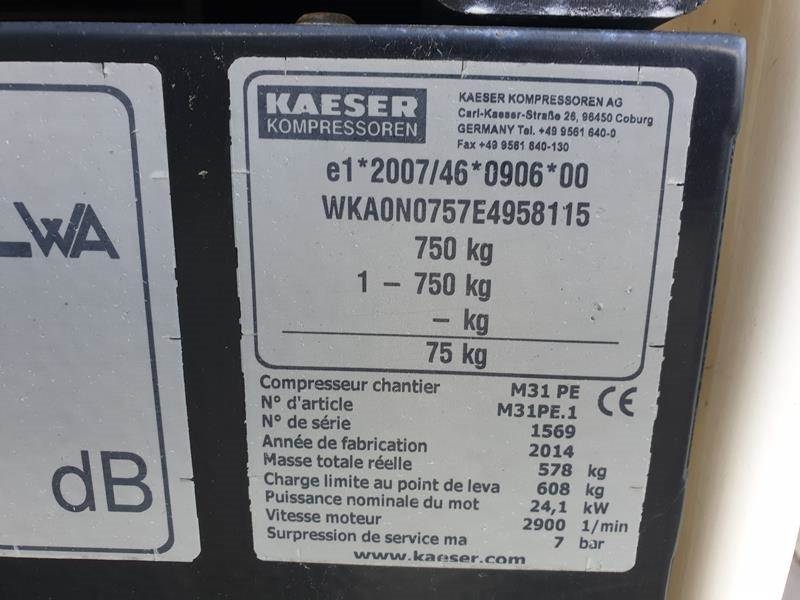 LWA
dB
KAESER
KOMPRESSOREN
KAESER KOMPRESSOREN AG
Carl-Kaeser-Straße 26, 96450 Coburg
GERMANY Tel. +49 9561 640-0
Fax +49 9561 640-130
e1*2007/46*0906*00
WKA0N0757E4958115
750 kg
1 – 750 kg
– kg
75 kg
Compresseur chantier M31 PE
N° d'article M31PE.1
CE
N° de série 1569
Année de fabrication 2014
Masse totale réelle 578 kg
Charge limite au point de leva 608 kg
Puissance nominale du mot 24,1 kW
Vitesse moteur 2900 1/min
Surpression de service ma 7 bar
www.kaeser.com